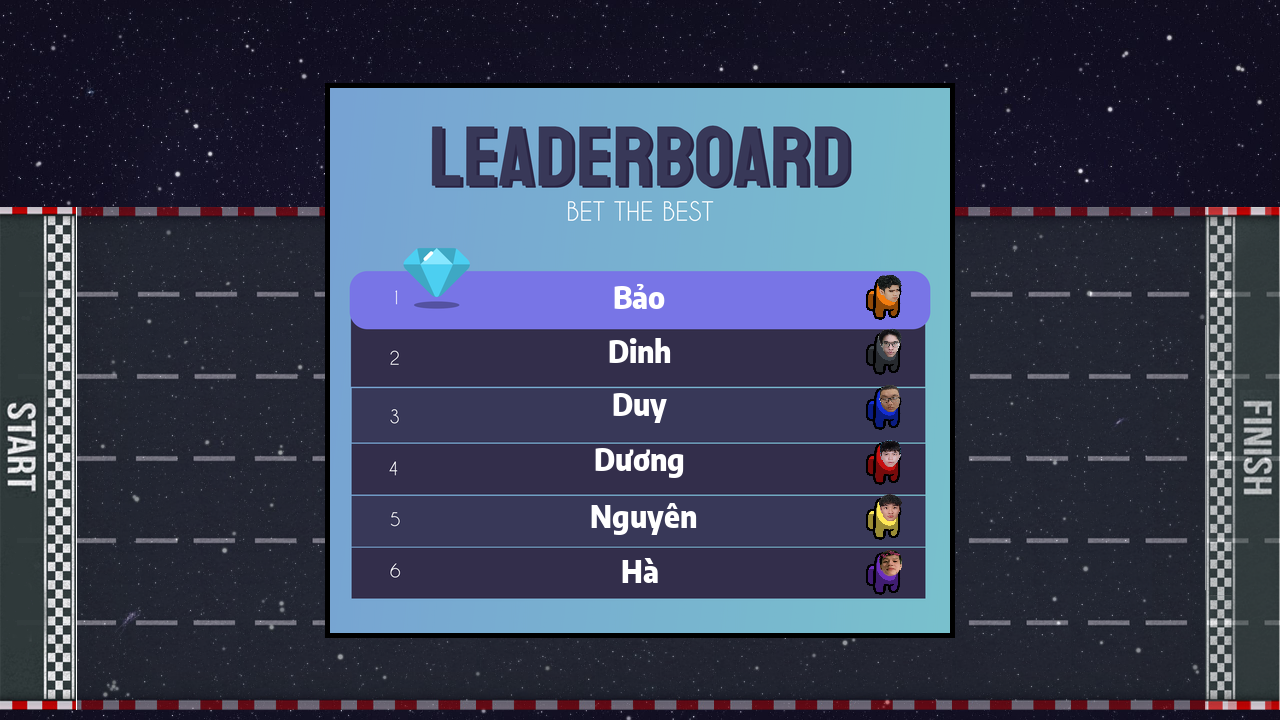 LEADERBOARD
BET THE BEST
1 Bảo
2 Dinh
3 Duy
4 Dương
5 Nguyên
6 Hà
START
FINISH